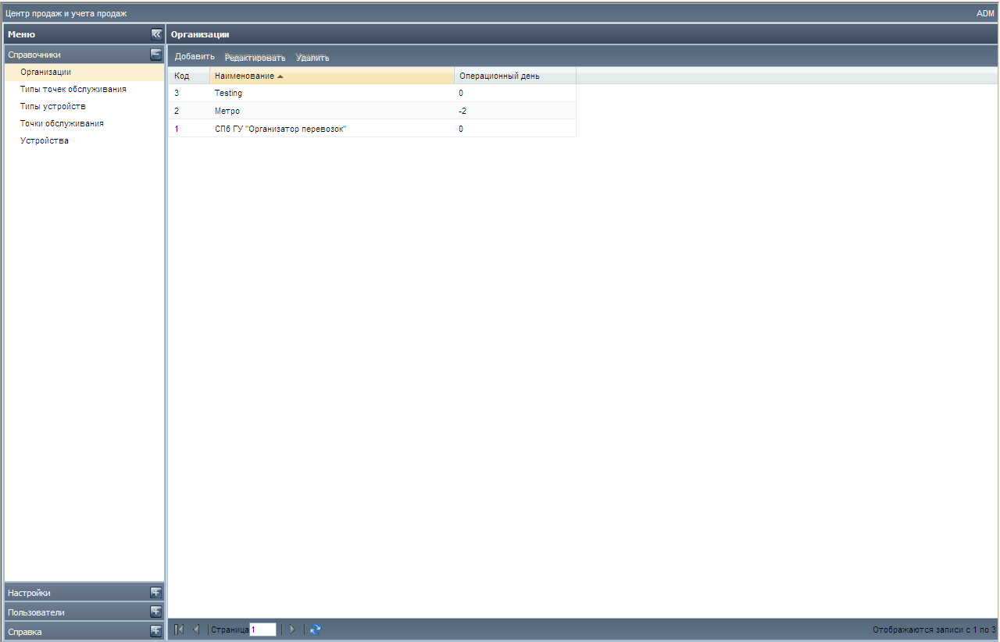 Центр продаж и учета продаж ADM
Меню
Организации
Справочники
Добавить Редактировать Удалить
Организации
Типы точек обслуживания
Типы устройств
Точки обслуживания
Устройства
Код Наименование Операционный день
3 Testing 0
2 Метро -2
1 СПб ГУ "Организатор перевозок" 0
Настройки
Пользователи
Справка
Страница 1
Отображаются записи с 1 по 3